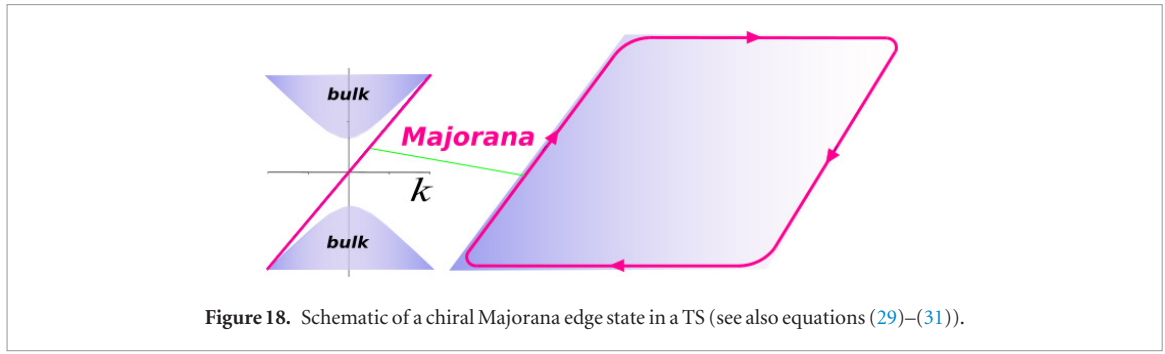 bulk
Majorana
k
bulk
Figure 18. Schematic of a chiral Majorana edge state in a TS (see also equations (29)–(31)).